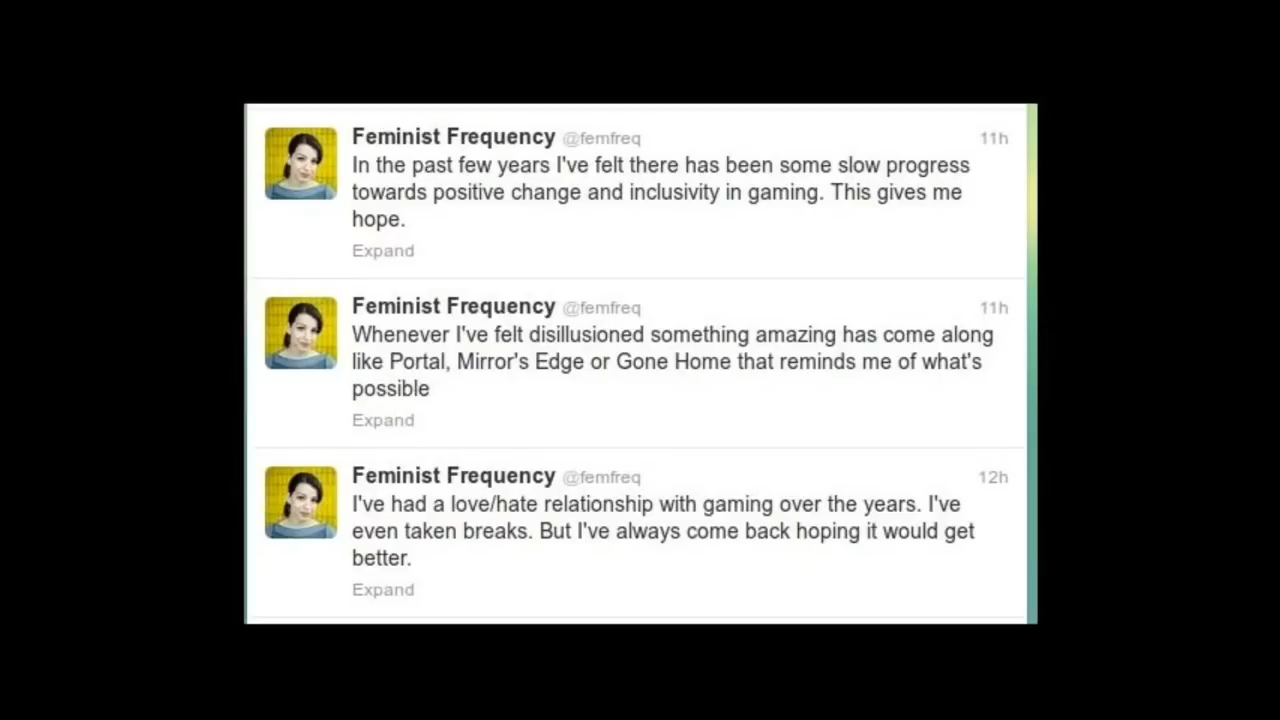 Feminist Frequency @femfreq 11h
In the past few years I've felt there has been some slow progress
towards positive change and inclusivity in gaming. This gives me
hope.
Expand
Feminist Frequency @femfreq 11h
Whenever I've felt disillusioned something amazing has come along
like Portal, Mirror's Edge or Gone Home that reminds me of what's
possible
Expand
Feminist Frequency @femfreq 12h
I've had a love/hate relationship with gaming over the years. I've
even taken breaks. But I've always come back hoping it would get
better.
Expand